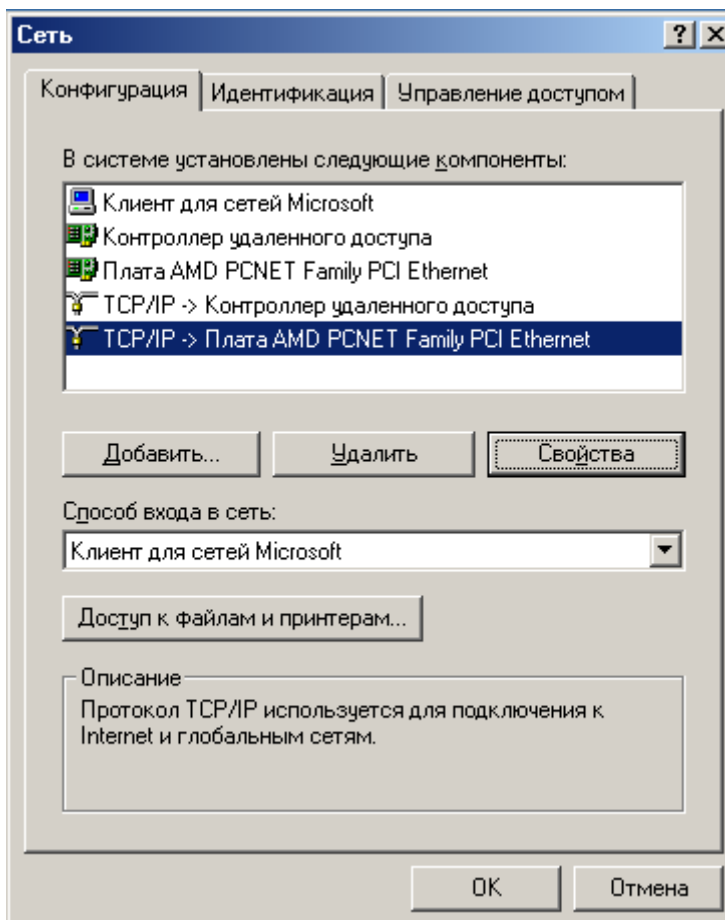 Сеть
Конфигурация Идентификация Управление доступом
В системе установлены следующие компоненты:
Клиент для сетей Microsoft
Контроллер удаленного доступа
Плата AMD PCNET Family PCI Ethernet
TCP/IP -> Контроллер удаленного доступа
TCP/IP -> Плата AMD PCNET Family PCI Ethernet
Добавить... Удалить Свойства
Способ входа в сеть:
Клиент для сетей Microsoft
Доступ к файлам и принтерам...
Описание
Протокол TCP/IP используется для подключения к
Internet и глобальным сетям.
OK Отмена